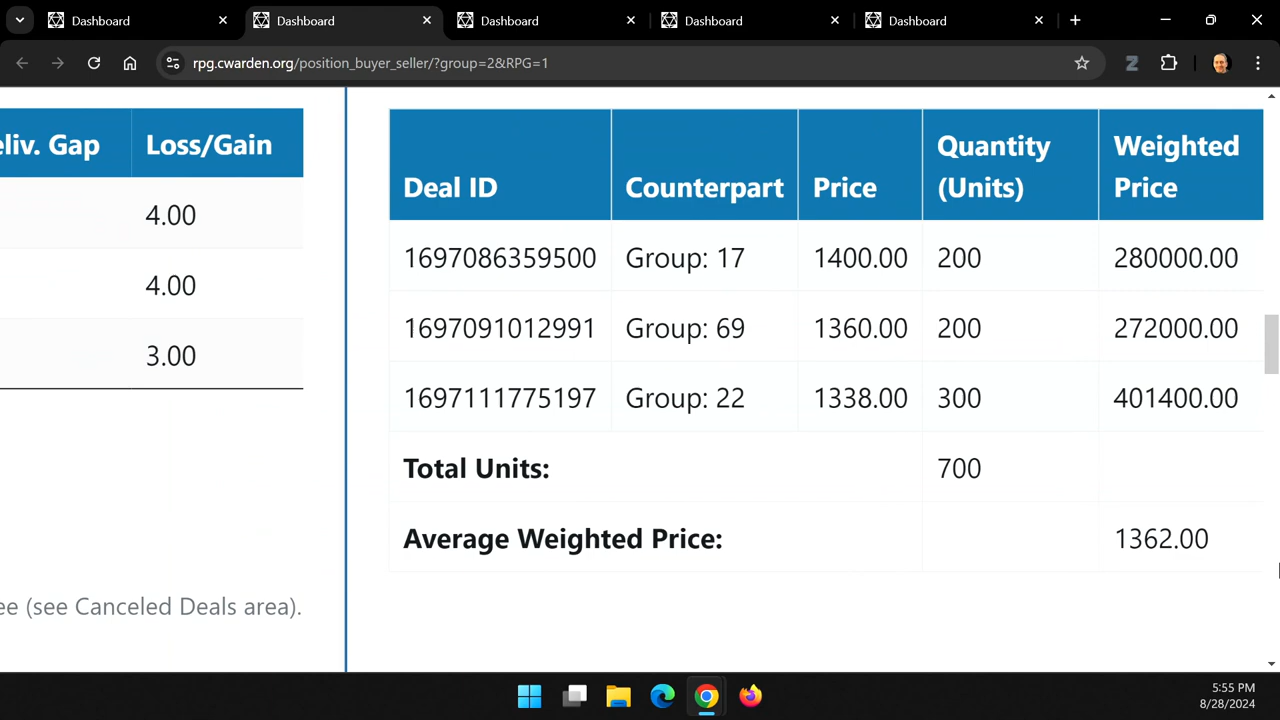 Dashboard
Dashboard
Dashboard
Dashboard
Dashboard
rpg.cwarden.org/position_buyer_seller/?group=2&RPG=1
eliv. Gap Loss/Gain
4.00
4.00
3.00
ee (see Canceled Deals area).
Deal ID Counterpart Price Quantity (Units) Weighted Price
1697086359500 Group: 17 1400.00 200 280000.00
1697091012991 Group: 69 1360.00 200 272000.00
1697111775197 Group: 22 1338.00 300 401400.00
Total Units: 700
Average Weighted Price: 1362.00
5:55 PM
8/28/2024